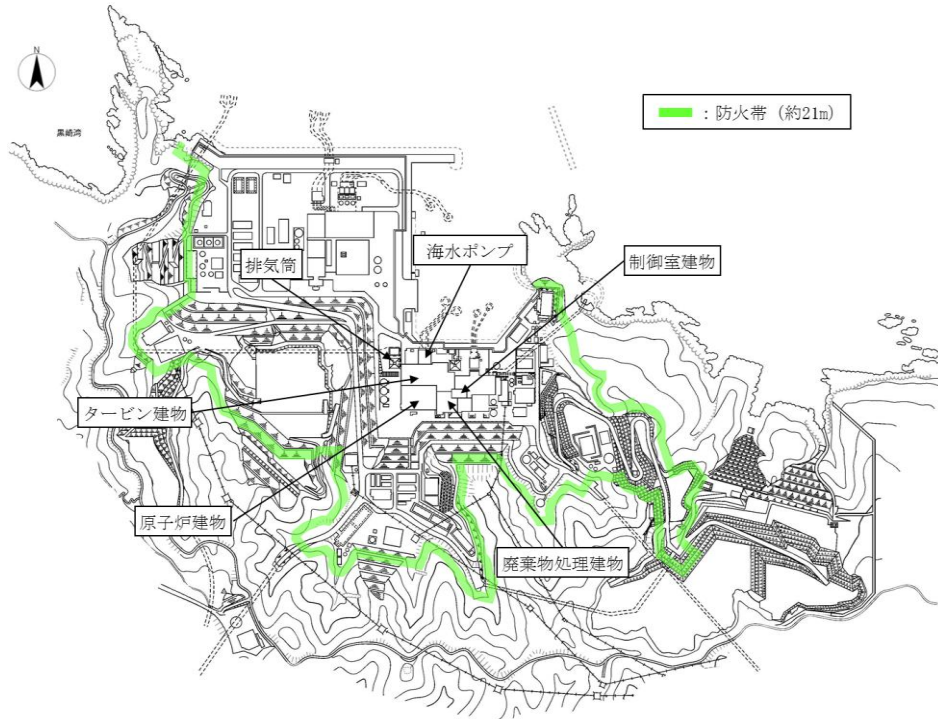 N
黒崎湾
：防火帯（約21m）
排気筒
海水ポンプ
制御室建物
タービン建物
原子炉建物
廃棄物処理建物